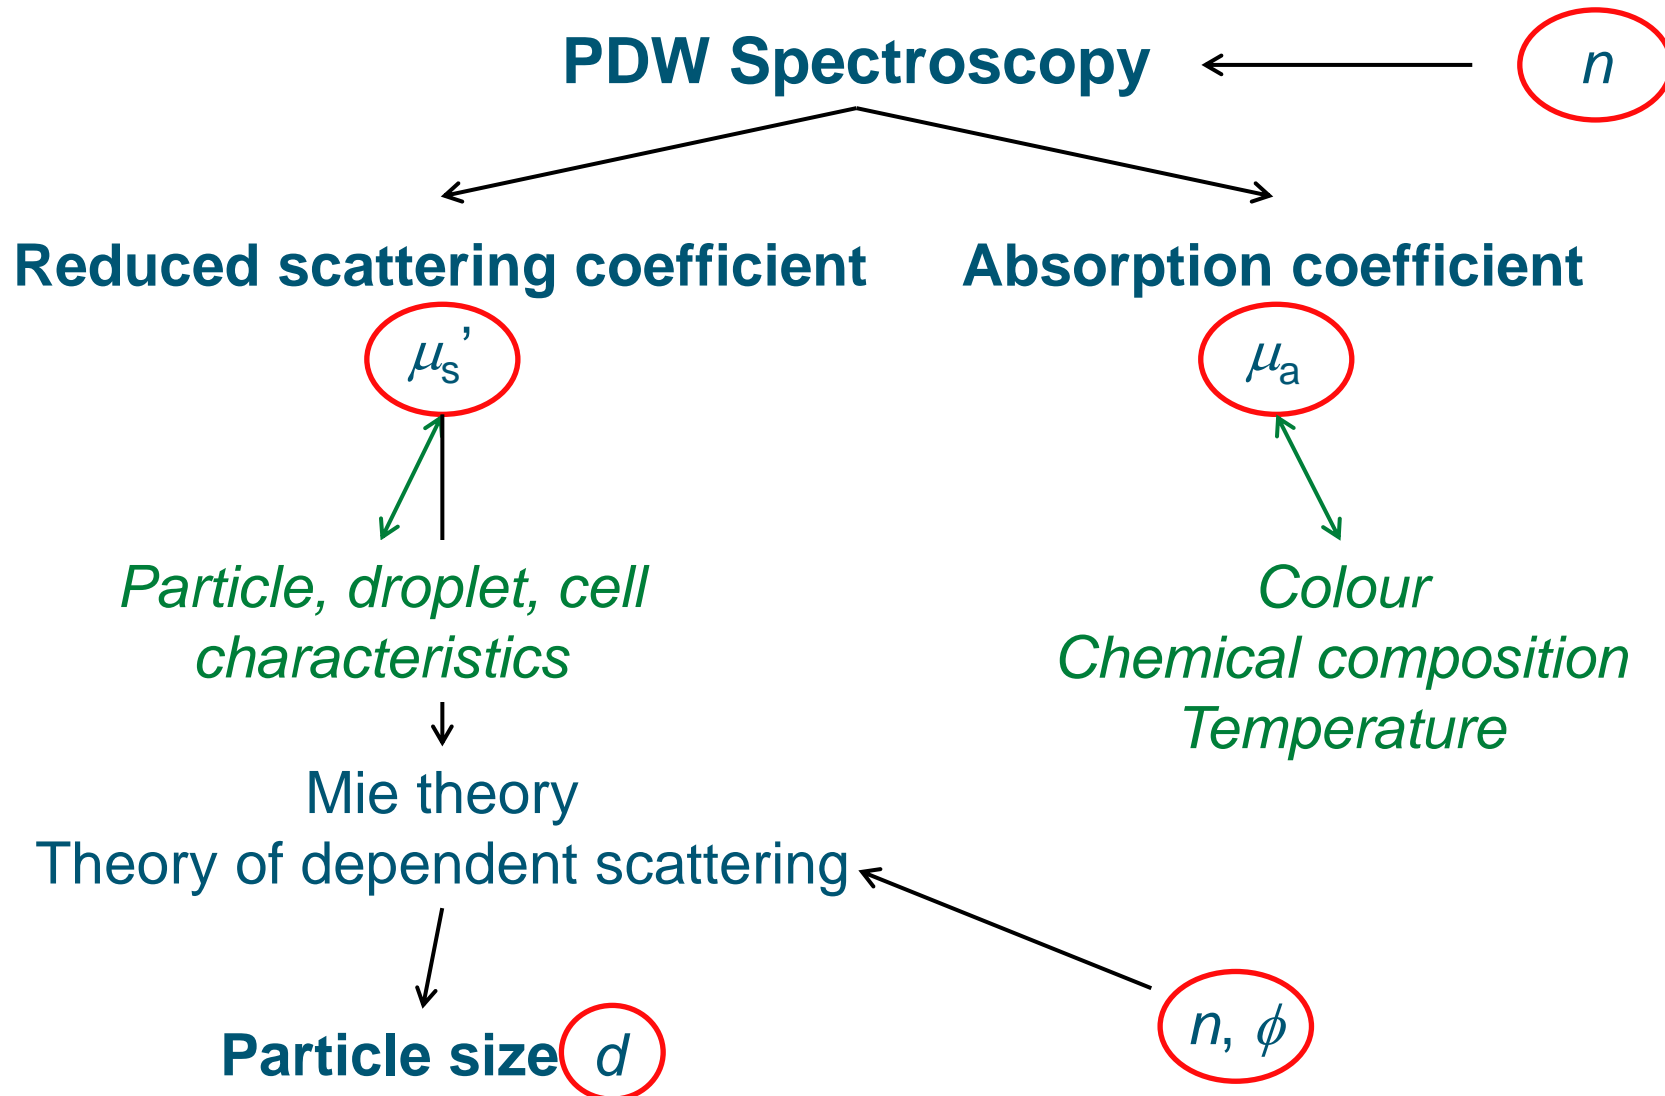 PDW Spectroscopy
n
Reduced scattering coefficient
Absorption coefficient
μs’
μa
Particle, droplet, cell
characteristics
Colour
Chemical composition
Temperature
Mie theory
Theory of dependent scattering
n, ϕ
Particle size d